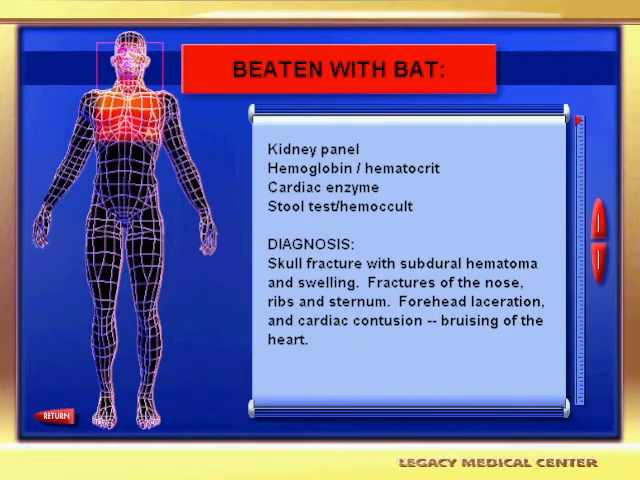 BEATEN WITH BAT:
Kidney panel
Hemoglobin / hematocrit
Cardiac enzyme
Stool test/hemoccult
DIAGNOSIS:
Skull fracture with subdural hematoma
and swelling.  Fractures of the nose,
ribs and sternum.  Forehead laceration,
and cardiac contusion -- bruising of the
heart.
RETURN
LEGACY MEDICAL CENTER